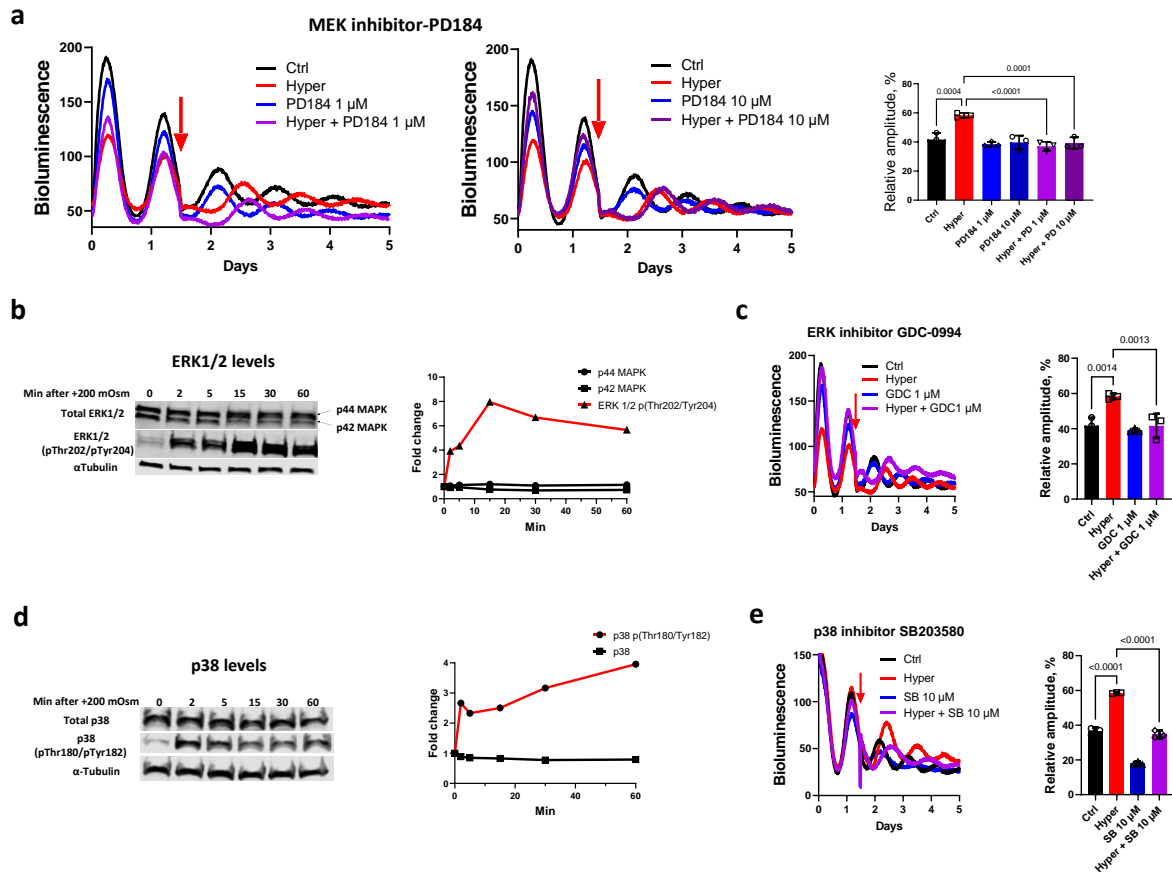 a
MEK inhibitor-PD184
Bioluminescence
200
150
100
50
0
1
2
3
4
5
Days
Ctrl
Hyper
PD184 1 µM
Hyper + PD184 1 µM
Bioluminescence
200
150
100
50
0
1
2
3
4
5
Days
Ctrl
Hyper
PD184 10 µM
Hyper + PD184 10 µM
Relative amplitude, %
80
60
40
20
0
0.0001
0.0004
<0.0001
Ctrl
Hyper
PD184 1 µM
PD184 10 µM
Hyper + PD 1 µM
Hyper + PD 10 µM
b
ERK1/2 levels
Min after +200 mOsm 0 2 5 15 30 60
Total ERK1/2
p44 MAPK
p42 MAPK
ERK1/2
(pThr202/pTyr204)
αTubulin
p44 MAPK
p42 MAPK
ERK 1/2 p(Thr202/Tyr204)
Fold change
8
6
4
2
0
0
20
40
60
Min
c
ERK inhibitor GDC-0994
Bioluminescence
200
150
100
50
0
1
2
3
4
5
Days
Ctrl
Hyper
GDC 1 µM
Hyper + GDC1 µM
Relative amplitude, %
100
80
60
40
20
0
0.0013
0.0014
Ctrl
Hyper
GDC 1 µM
Hyper + GDC 1 µM
d
p38 levels
Min after +200 mOsm 0 2 5 15 30 60
Total p38
p38
(pThr180/pTyr182)
α-Tubulin
p38 p(Thr180/Tyr182)
p38
Fold change
4
3
2
1
0
0
20
40
60
Min
e
p38 inhibitor SB203580
Bioluminescence
150
100
50
0
0
1
2
3
4
5
Days
Ctrl
Hyper
SB 10 µM
Hyper + SB 10 µM
Relative amplitude, %
80
60
40
20
0
<0.0001
<0.0001
Ctrl
Hyper
SB 10 µM
Hyper + SB 10 µM